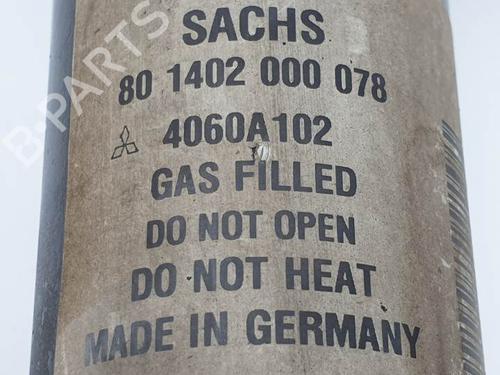 B-PARTS
SACHS
80 1402 000 078
4060A102
GAS FILLED
DO NOT OPEN
DO NOT HEAT
MADE IN GERMANY